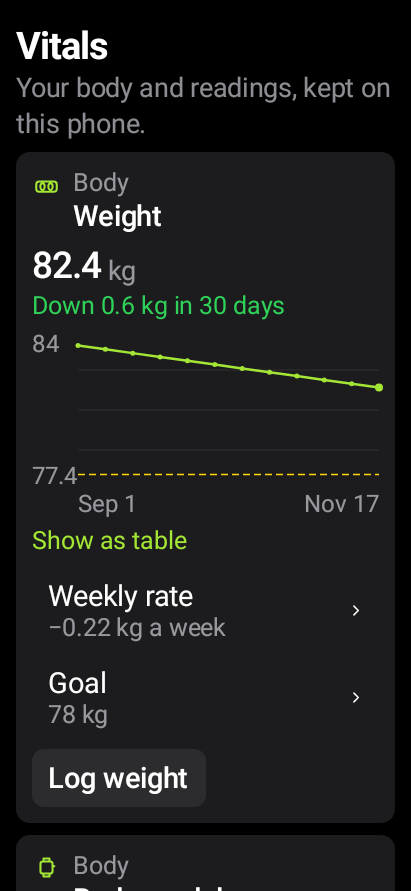 Vitals
Your body and readings, kept on
this phone.
Body
Weight
82.4 kg
Down 0.6 kg in 30 days
84
77.4
Sep 1
Nov 17
Show as table
Weekly rate
−0.22 kg a week
Goal
78 kg
Log weight
Body